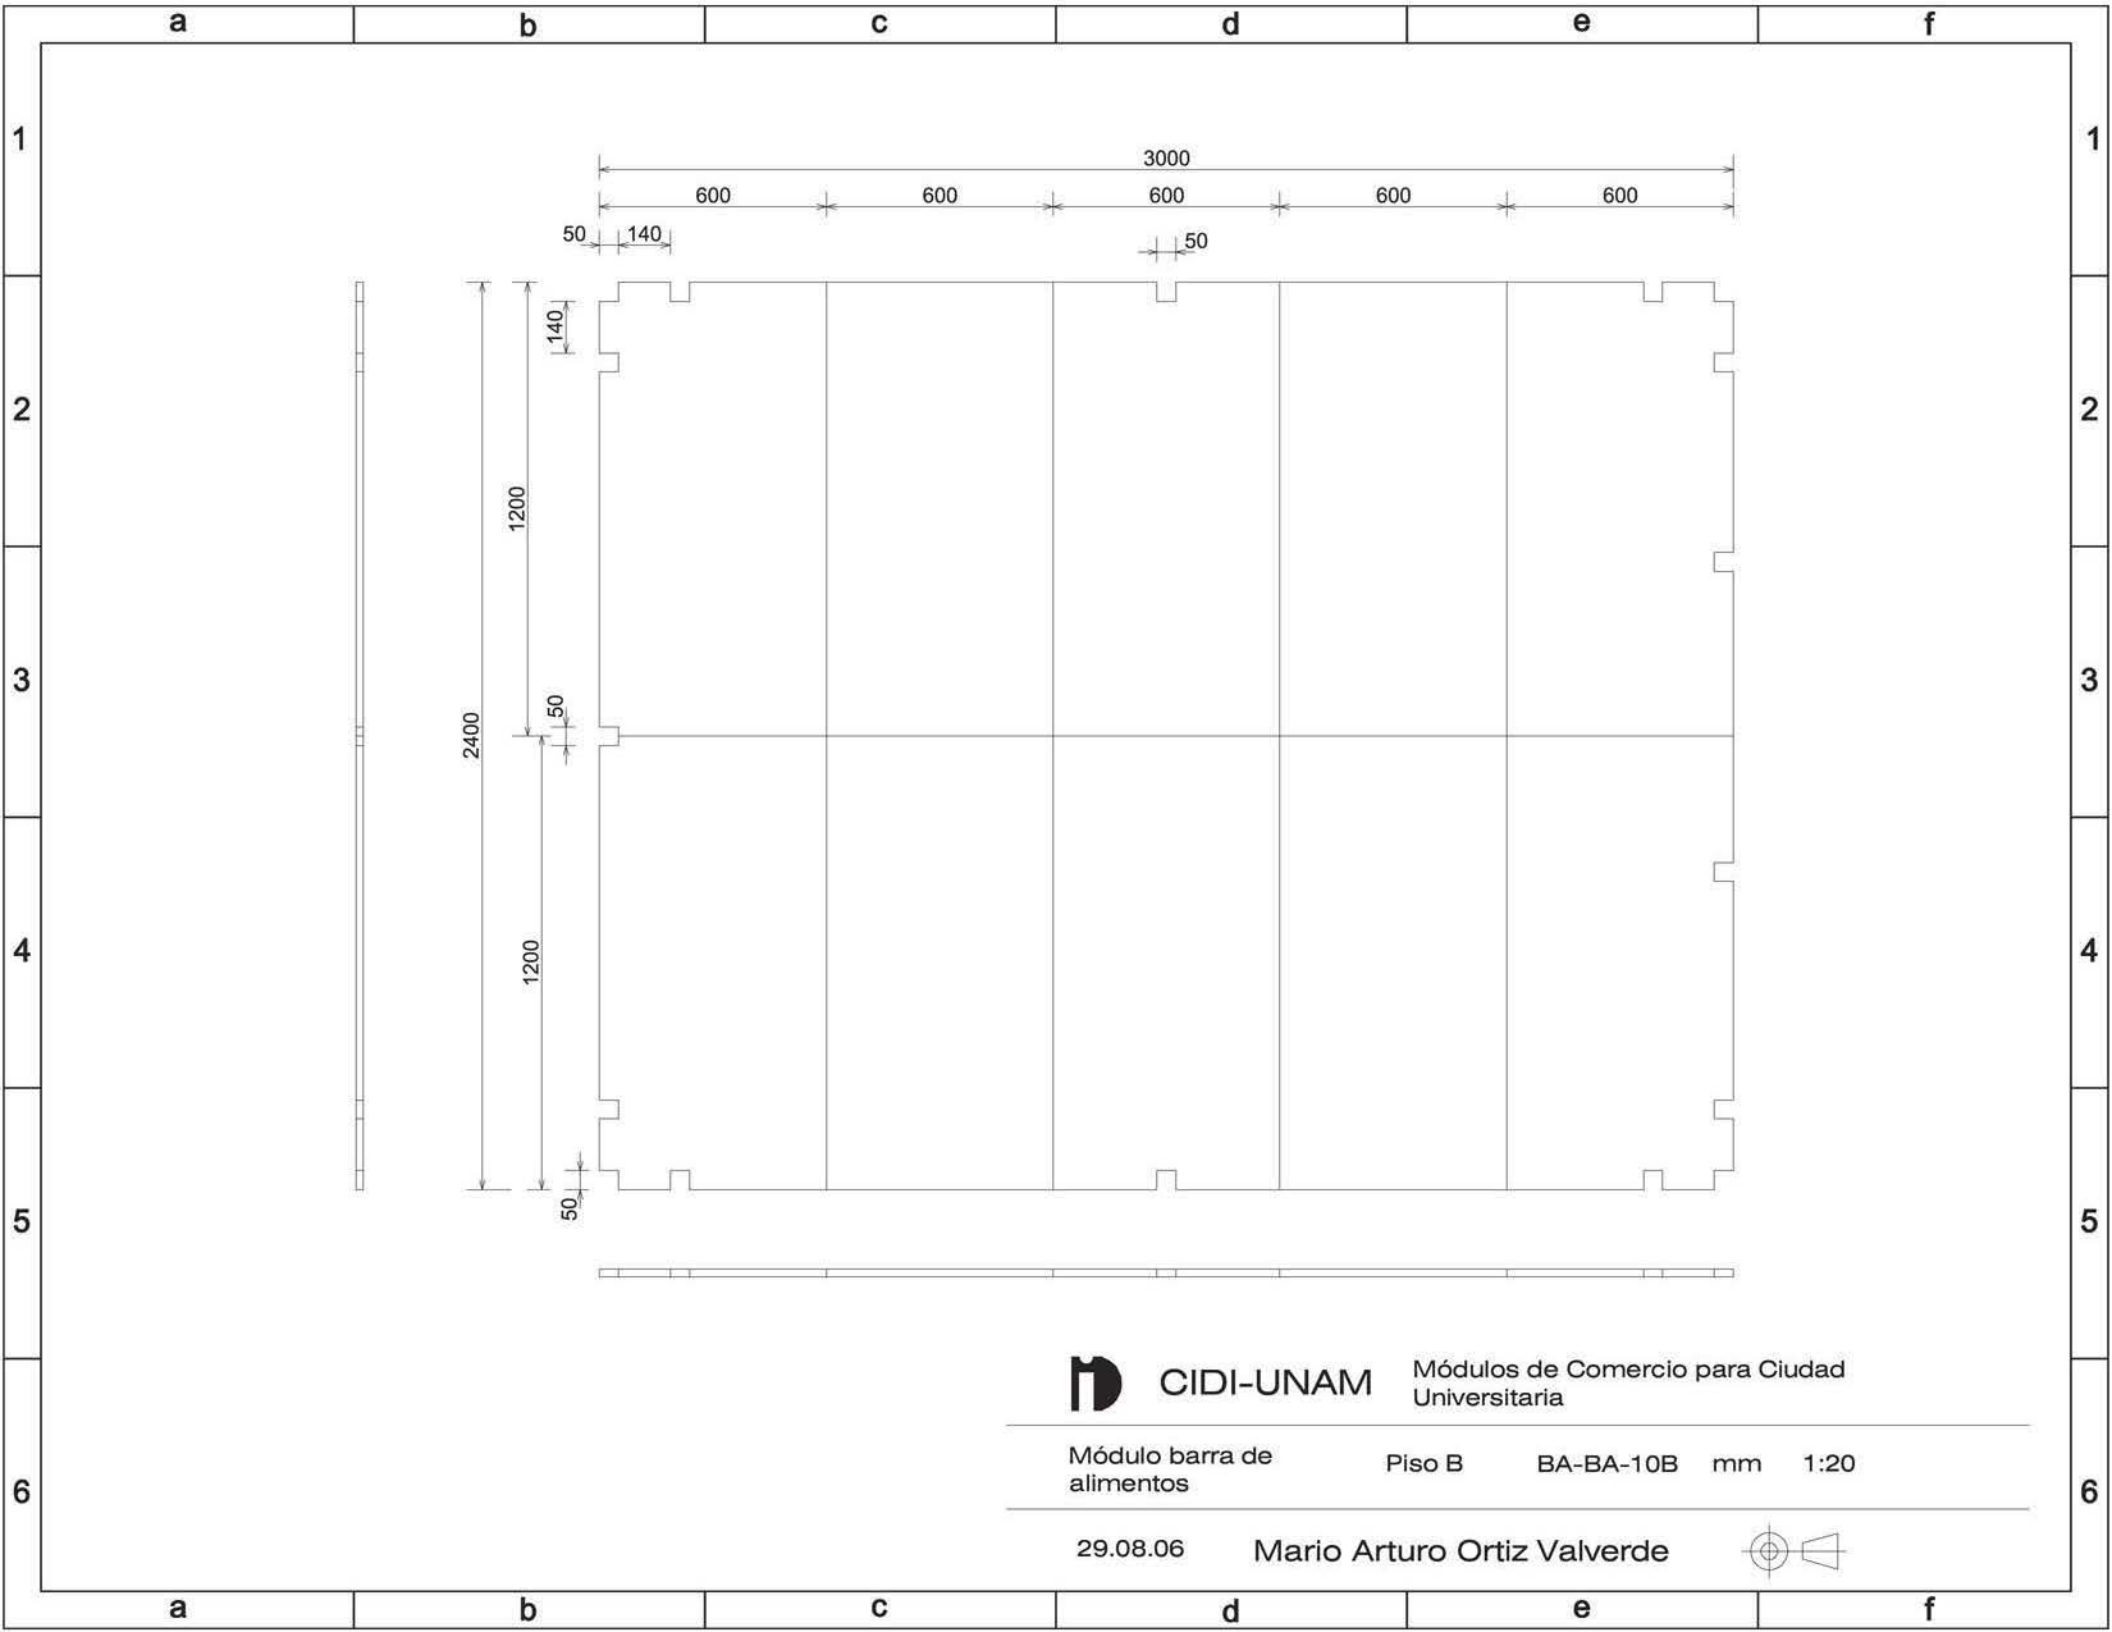 a b c d e f
1 1
3000
600 600 600 600 600
50 140 50
140
2 2
1200
3 3
50
2400
4 4
1200
50
5 5
CIDI-UNAM
Módulos de Comercio para Ciudad
Universitaria
Módulo barra de
alimentos
Piso B BA-BA-10B mm 1:20
6 6
29.08.06 Mario Arturo Ortiz Valverde
a b c d e f